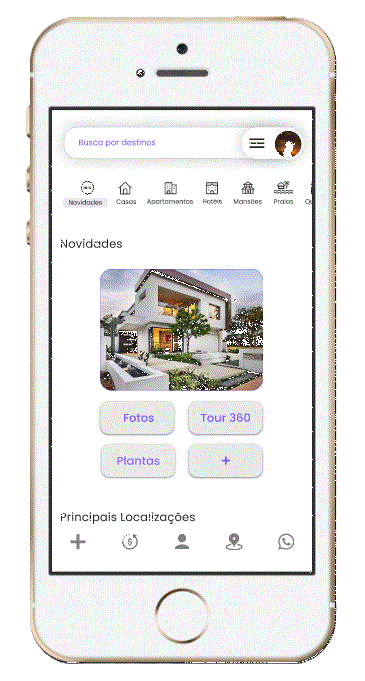 Busca por destinos
Novidades Casas Apartamentos Hotéis Mansões Praias
Novidades
Fotos Tour 360
Plantas +
Principais Localizações